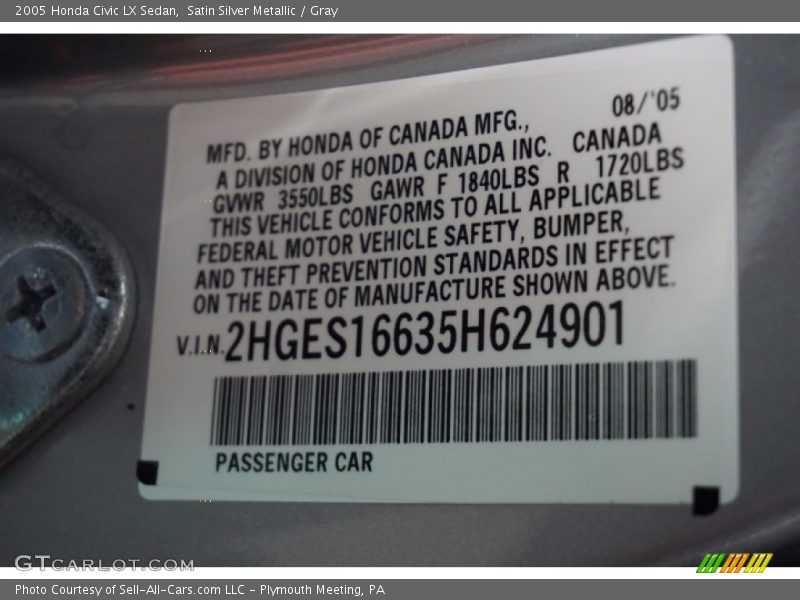 2005 Honda Civic LX Sedan, Satin Silver Metallic / Gray
08/'05
MFD. BY HONDA OF CANADA MFG.,
A DIVISION OF HONDA CANADA INC. CANADA
GVWR 3550LBS GAWR F 1840LBS R 1720LBS
THIS VEHICLE CONFORMS TO ALL APPLICABLE
FEDERAL MOTOR VEHICLE SAFETY, BUMPER,
AND THEFT PREVENTION STANDARDS IN EFFECT
ON THE DATE OF MANUFACTURE SHOWN ABOVE.
V.I.N. 2HGES16635H624901
PASSENGER CAR
GTCARLOT.COM
Photo Courtesy of Sell-All-Cars.com LLC - Plymouth Meeting, PA